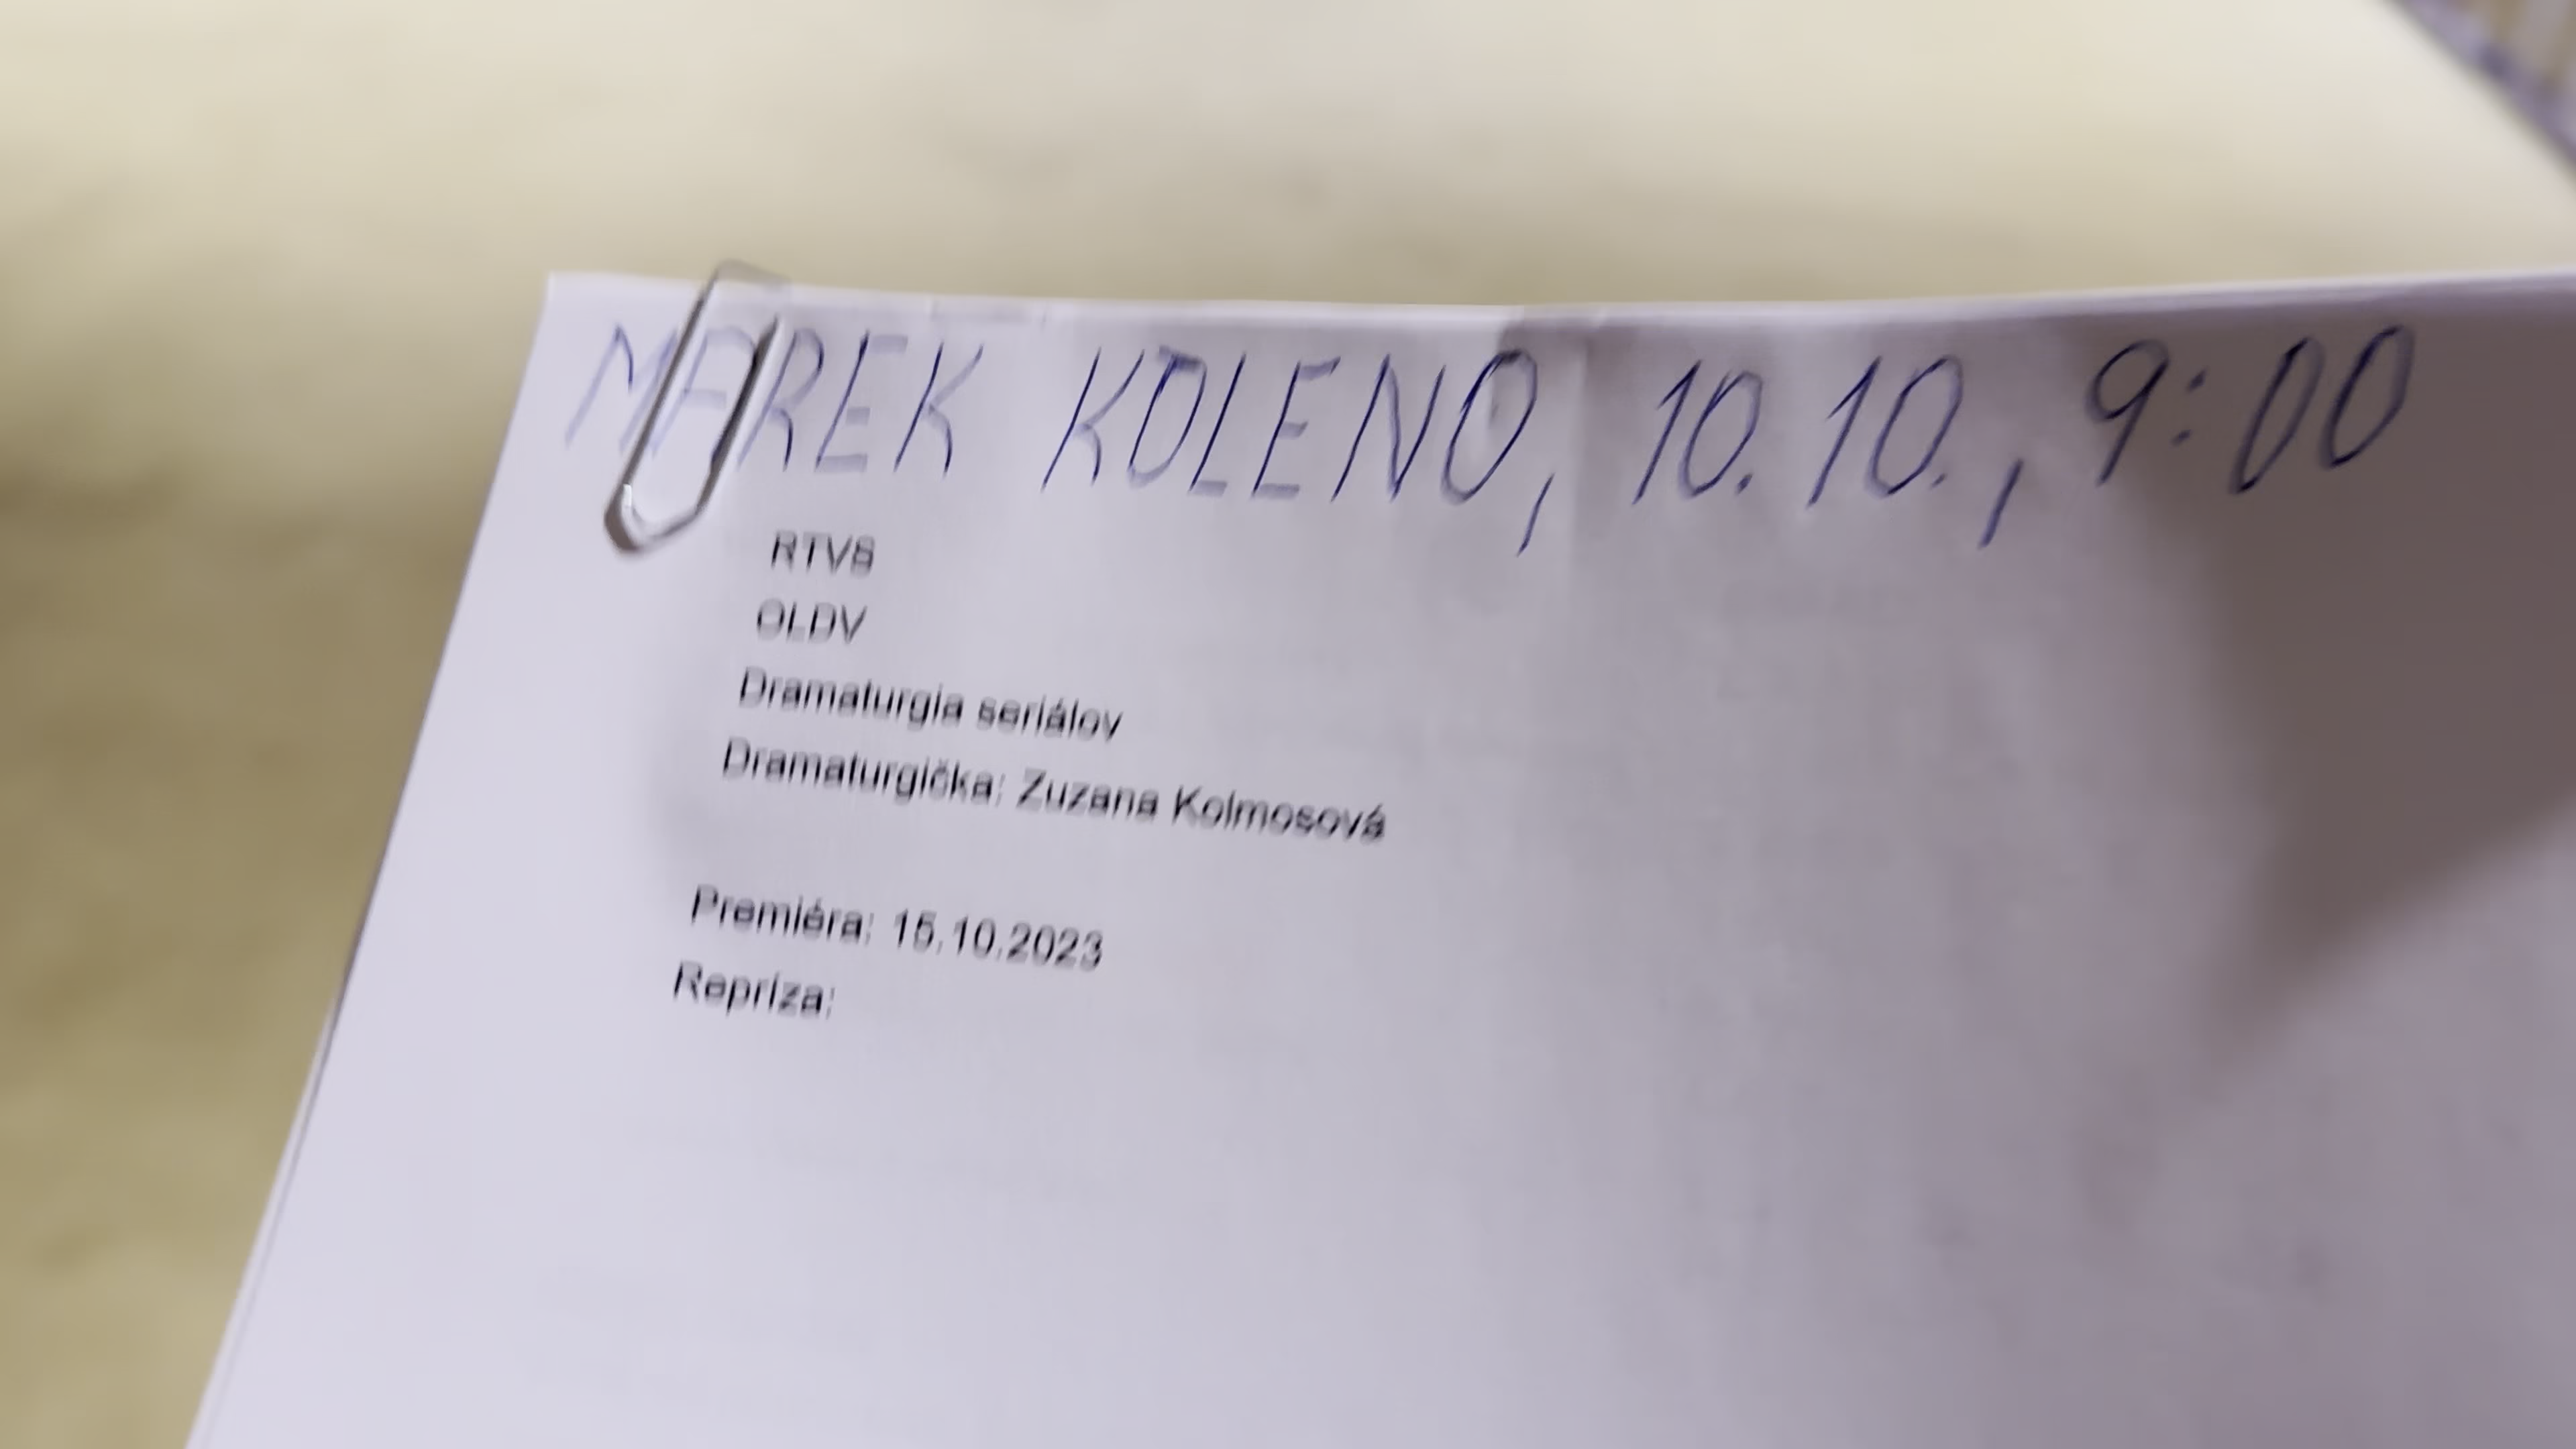 MAREK KOLENO, 10.10., 9:00
RTVS
OLDV
Dramaturgia seriálov
Dramaturgička: Zuzana Kolmosová
Premiéra: 15.10.2023
Repríza: